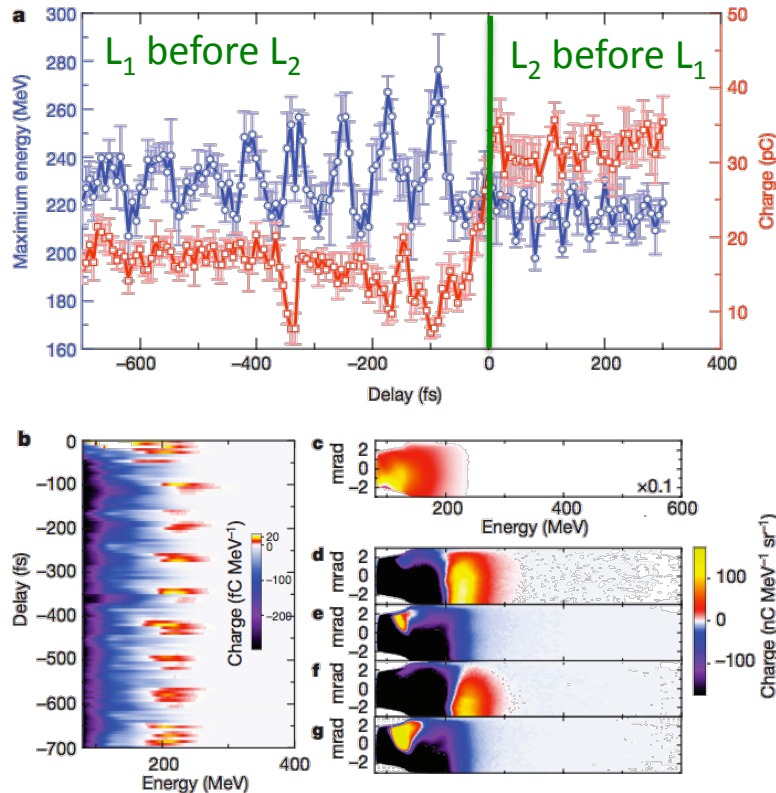 a
L₁ before L₂
L₂ before L₁
Maximum energy (MeV)
300
280
260
240
220
200
180
160
50
40
30
20
10
Charge (pC)
−600
−400
−200
0
200
400
Delay (fs)
b
Delay (fs)
0
−100
−200
−300
−400
−500
−600
−700
20
0
−100
−200
Charge (fC MeV⁻¹)
200
400
Energy (MeV)
c
mrad
2
0
−2
×0.1
200
400
600
Energy (MeV)
d
mrad
2
0
−2
e
mrad
2
0
−2
f
mrad
2
0
−2
g
mrad
2
0
−2
100
0
−100
Charge (nC MeV⁻¹ sr⁻¹)